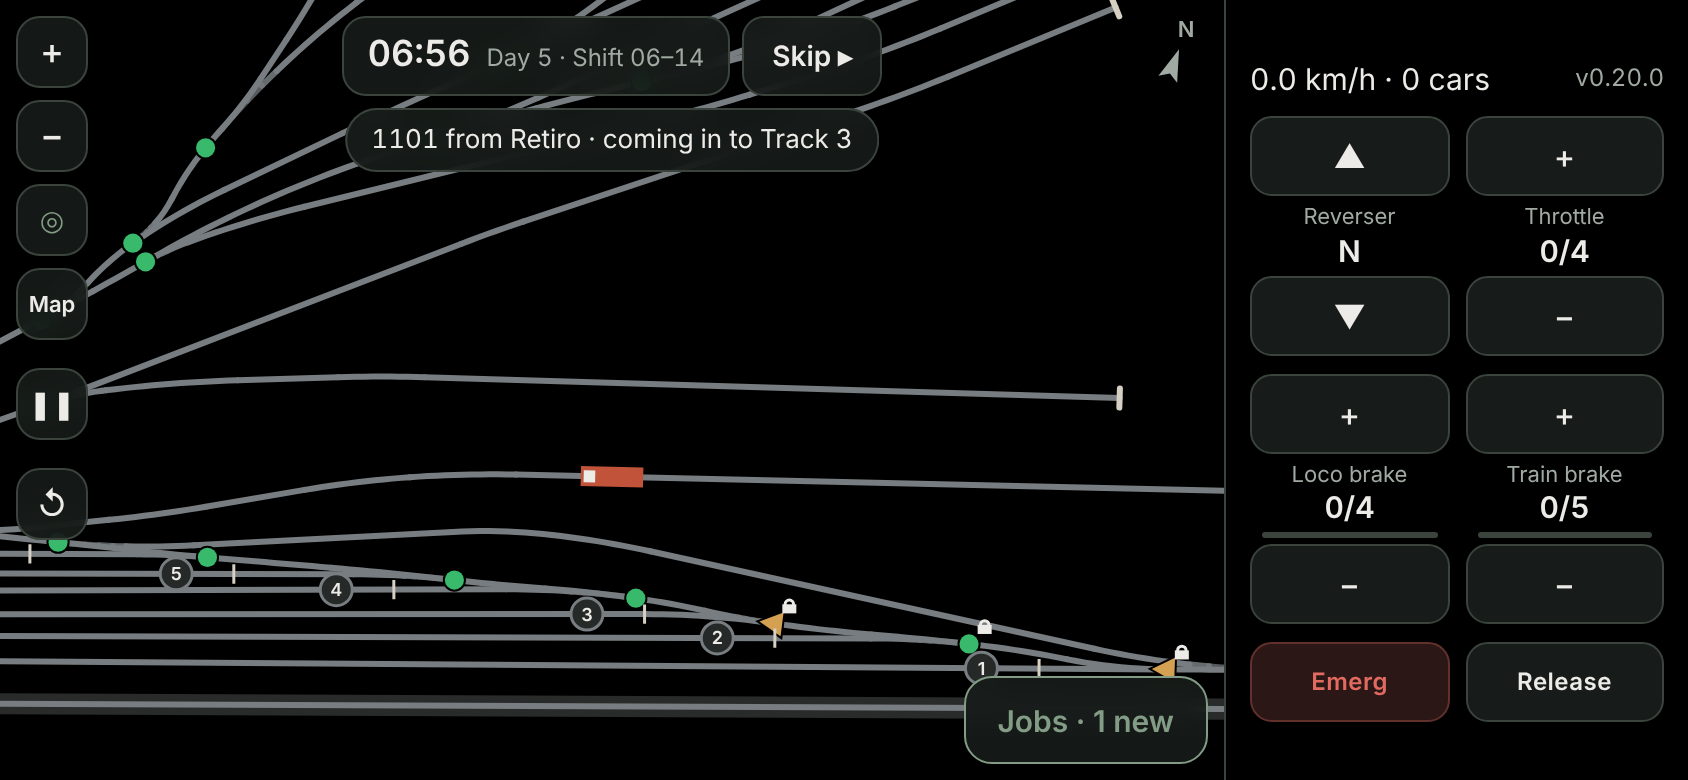 +
−
◎
Map
06:56 Day 5 · Shift 06–14
Skip ▸
1101 from Retiro · coming in to Track 3
N
5
4
3
2
1
Jobs · 1 new
0.0 km/h · 0 cars
v0.20.0
+
Reverser
Throttle
N
0/4
−
+
+
Loco brake
Train brake
0/4
0/5
−
−
Emerg
Release